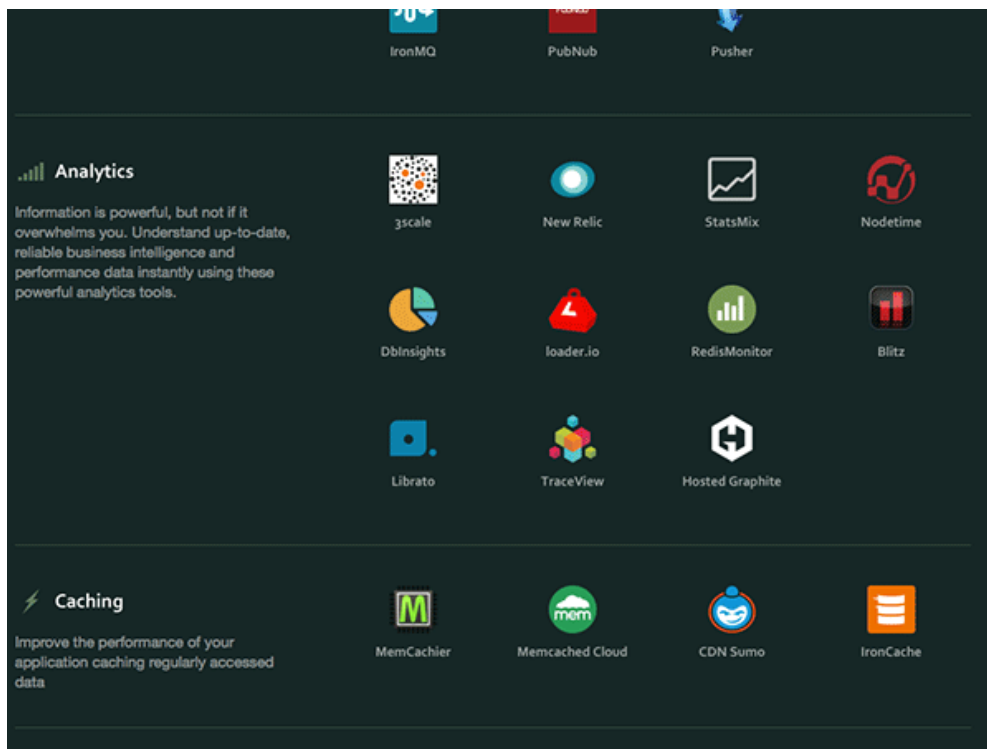 IronMQ
PubNub
Pusher
Analytics
Information is powerful, but not if it
overwhelms you. Understand up-to-date,
reliable business intelligence and
performance data instantly using these
powerful analytics tools.
3scale
New Relic
StatsMix
Nodetime
DbInsights
loader.io
RedisMonitor
Blitz
Librato
TraceView
Hosted Graphite
Caching
Improve the performance of your
application caching regularly accessed
data
MemCachier
mem
Memcached Cloud
CDN Sumo
IronCache